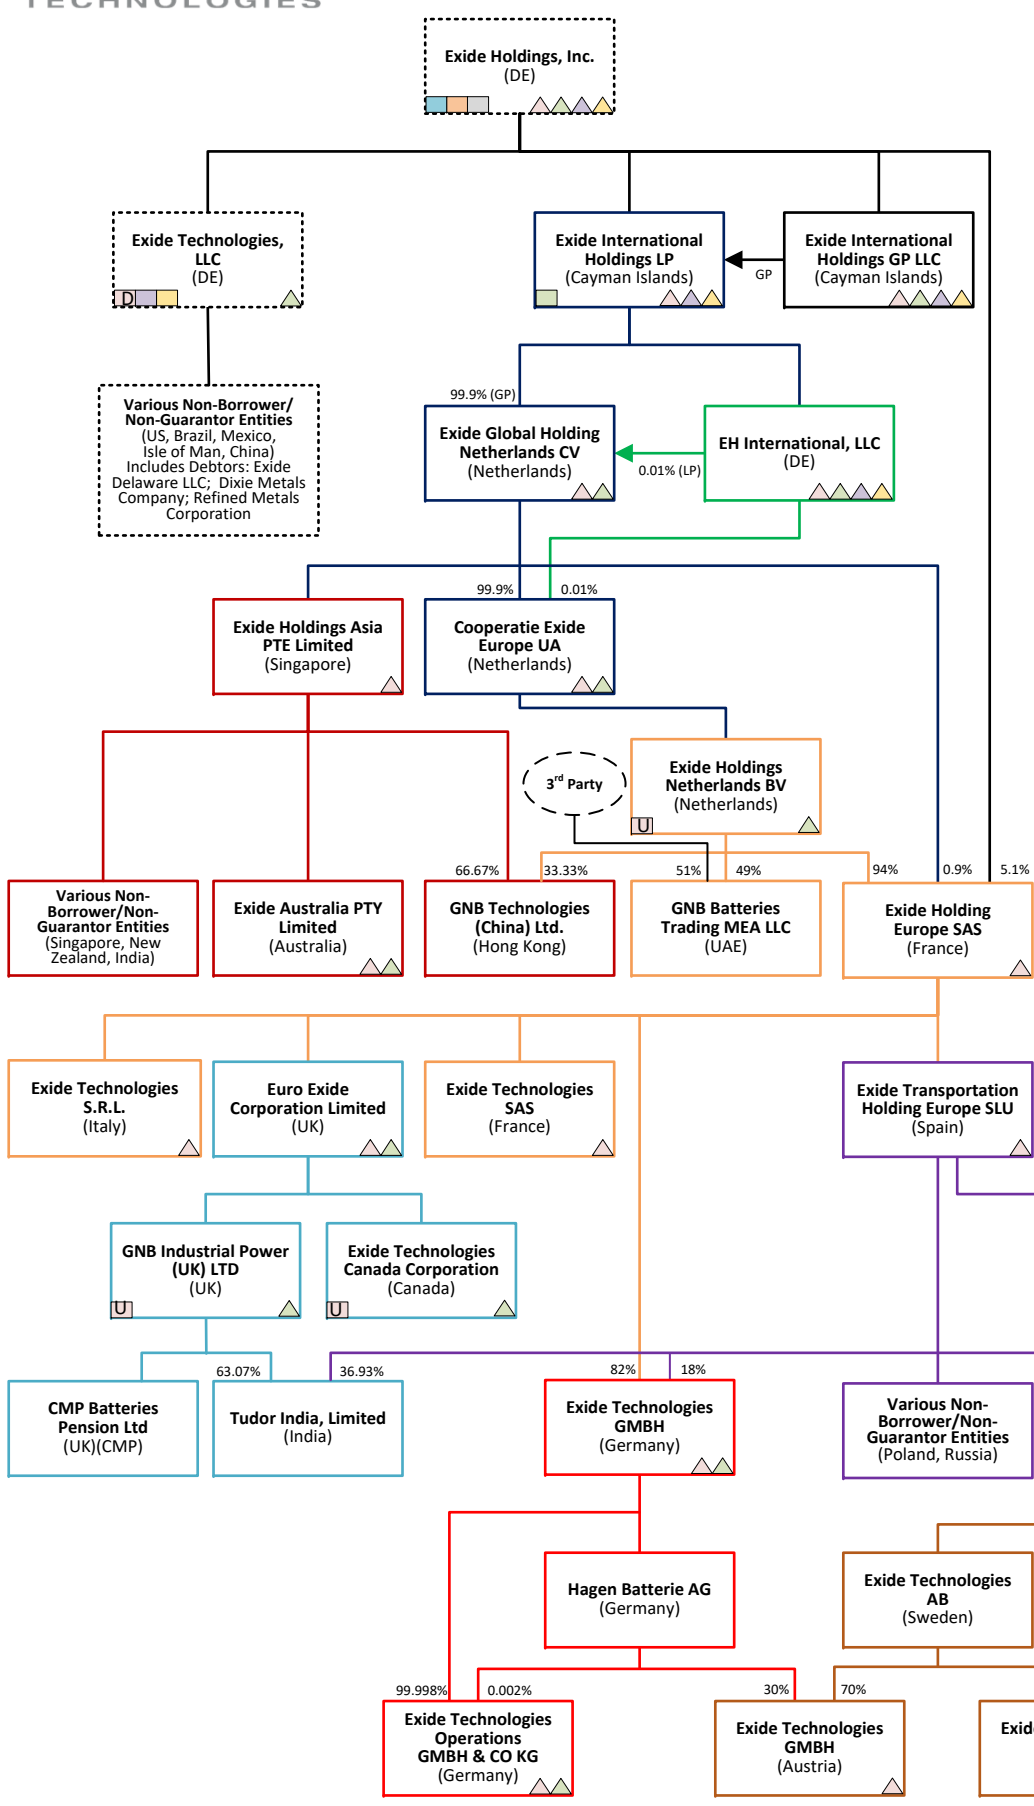 TECHNOLOGIES
Exide Holdings, Inc.
(DE)
Exide Technologies,
LLC
(DE)
D
Exide International
Holdings LP
(Cayman Islands)
GP
Exide International
Holdings GP LLC
(Cayman Islands)
Various Non-Borrower/
Non-Guarantor Entities
(US, Brazil, Mexico,
Isle of Man, China)
Includes Debtors: Exide
Delaware LLC; Dixie Metals
Company; Refined Metals
Corporation
99.9% (GP)
Exide Global Holding
Netherlands CV
(Netherlands)
0.01% (LP)
EH International, LLC
(DE)
99.9%
0.01%
Exide Holdings Asia
PTE Limited
(Singapore)
Cooperatie Exide
Europe UA
(Netherlands)
3rd Party
Exide Holdings
Netherlands BV
(Netherlands)
U
66.67%
33.33%
51%
49%
94%
0.9%
5.1%
Various Non-
Borrower/Non-
Guarantor Entities
(Singapore, New
Zealand, India)
Exide Australia PTY
Limited
(Australia)
GNB Technologies
(China) Ltd.
(Hong Kong)
GNB Batteries
Trading MEA LLC
(UAE)
Exide Holding
Europe SAS
(France)
Exide Technologies
S.R.L.
(Italy)
Euro Exide
Corporation Limited
(UK)
Exide Technologies
SAS
(France)
Exide Transportation
Holding Europe SLU
(Spain)
GNB Industrial Power
(UK) LTD
(UK)
U
Exide Technologies
Canada Corporation
(Canada)
U
63.07%
36.93%
82%
18%
CMP Batteries
Pension Ltd
(UK)(CMP)
Tudor India, Limited
(India)
Exide Technologies
GMBH
(Germany)
Various Non-
Borrower/Non-
Guarantor Entities
(Poland, Russia)
Hagen Batterie AG
(Germany)
Exide Technologies
AB
(Sweden)
99.998%
0.002%
30%
70%
Exide Technologies
Operations
GMBH & CO KG
(Germany)
Exide Technologies
GMBH
(Austria)
Exid